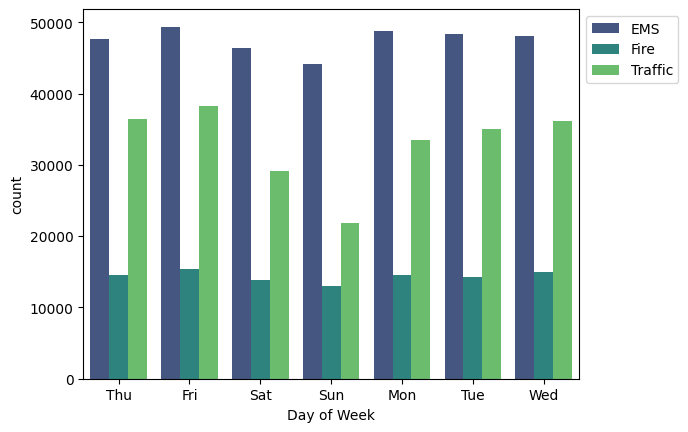 50000
40000
30000
20000
10000
0
count
Thu Fri Sat Sun Mon Tue Wed
Day of Week
EMS
Fire
Traffic